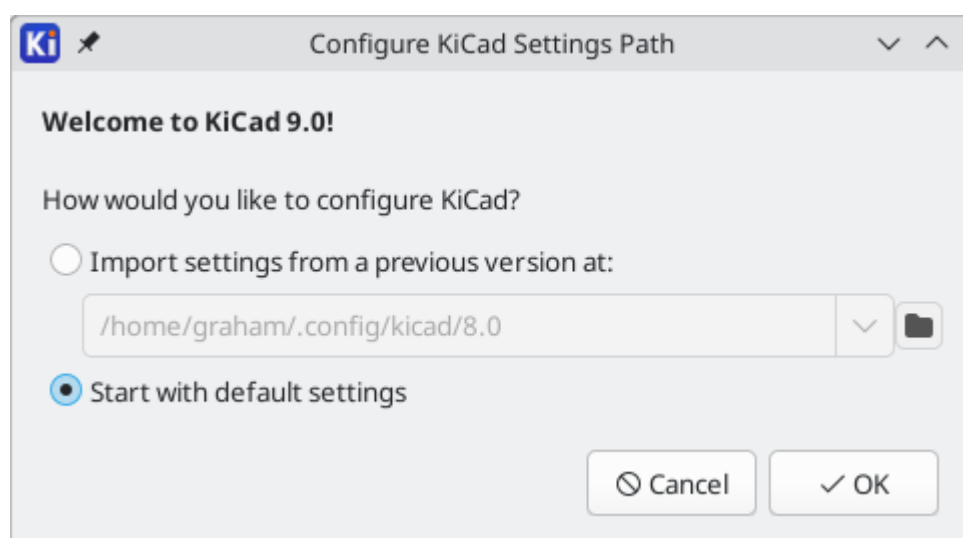 Ki Configure KiCad Settings Path
Welcome to KiCad 9.0!
How would you like to configure KiCad?
Import settings from a previous version at:
/home/graham/.config/kicad/8.0
Start with default settings
Cancel OK